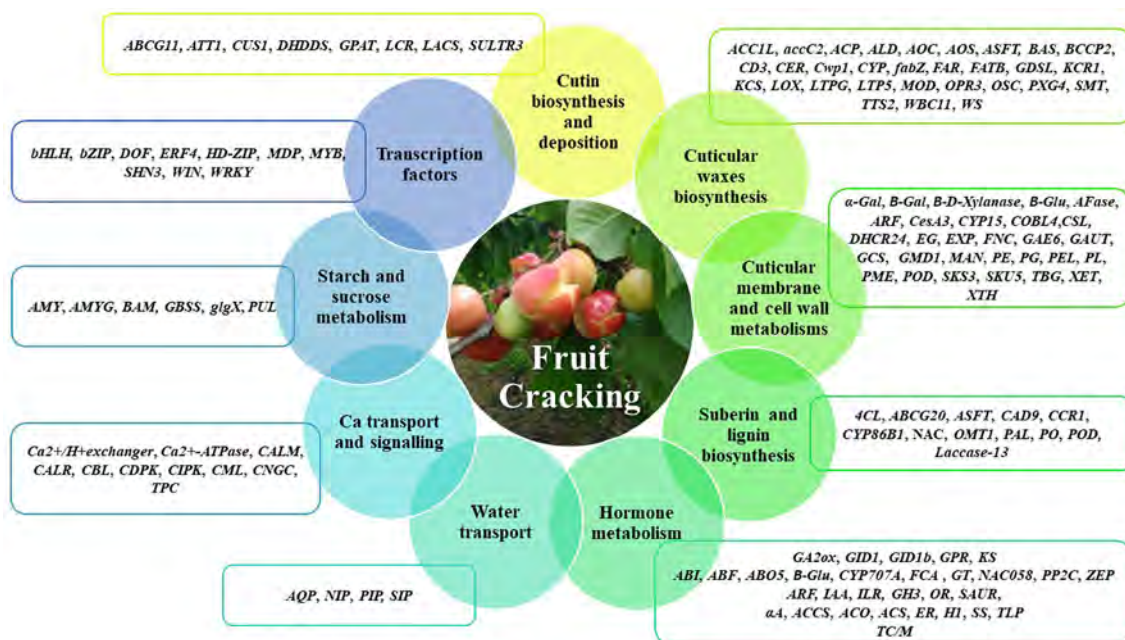 ABCG11, ATT1, CUS1, DHDDS, GPAT, LCR, LACS, SULTR3
Cutin
biosynthesis
and
deposition
ACC1L, accC2, ACP, ALD, AOC, AOS, ASFT, BAS, BCCP2,
CD3, CER, Cwp1, CYP, fabZ, FAR, FATB, GDSL, KCR1,
KCS, LOX, LTPG, LTP5, MOD, OPR3, OSC, PXG4, SMT,
TTS2, WBC11, WS
Cuticular
waxes
biosynthesis
bHLH, bZIP, DOF, ERF4, HD-ZIP, MDP, MYB,
SHN3, WIN, WRKY
Transcription
factors
α-Gal, B-Gal, B-D-Xylanase, B-Glu, AFase,
ARF, CesA3, CYP15, COBL4,CSL,
DHCR24, EG, EXP, FNC, GAE6, GAUT,
GCS, GMD1, MAN, PE, PG, PEL, PL,
PME, POD, SKS3, SKU5, TBG, XET,
XTH
Cuticular
membrane
and cell wall
metabolisms
Starch and
sucrose
metabolism
AMY, AMYG, BAM, GBSS, glgX, PUL
Fruit
Cracking
Suberin and
lignin
biosynthesis
4CL, ABCG20, ASFT, CAD9, CCR1,
CYP86B1, NAC, OMT1, PAL, PO, POD,
Laccase-13
Ca transport
and signalling
Ca2+/H+exchanger, Ca2+-ATPase, CALM,
CALR, CBL, CDPK, CIPK, CML, CNGC,
TPC
Water
transport
AQP, NIP, PIP, SIP
Hormone
metabolism
GA2ox, GID1, GID1b, GPR, KS
ABI, ABF, ABO5, B-Glu, CYP707A, FCA , GT, NAC058, PP2C, ZEP
ARF, IAA, ILR, GH3, OR, SAUR,
αA, ACCS, ACO, ACS, ER, H1, SS, TLP
TC/M